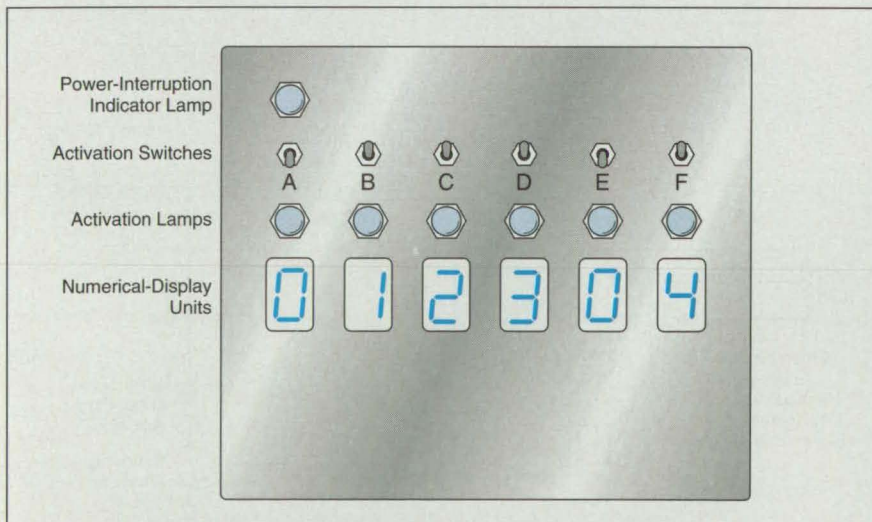 Power-Interruption
Indicator Lamp
Activation Switches
A B C D E F
Activation Lamps
Numerical-Display
Units
0 1 2 3 0 4